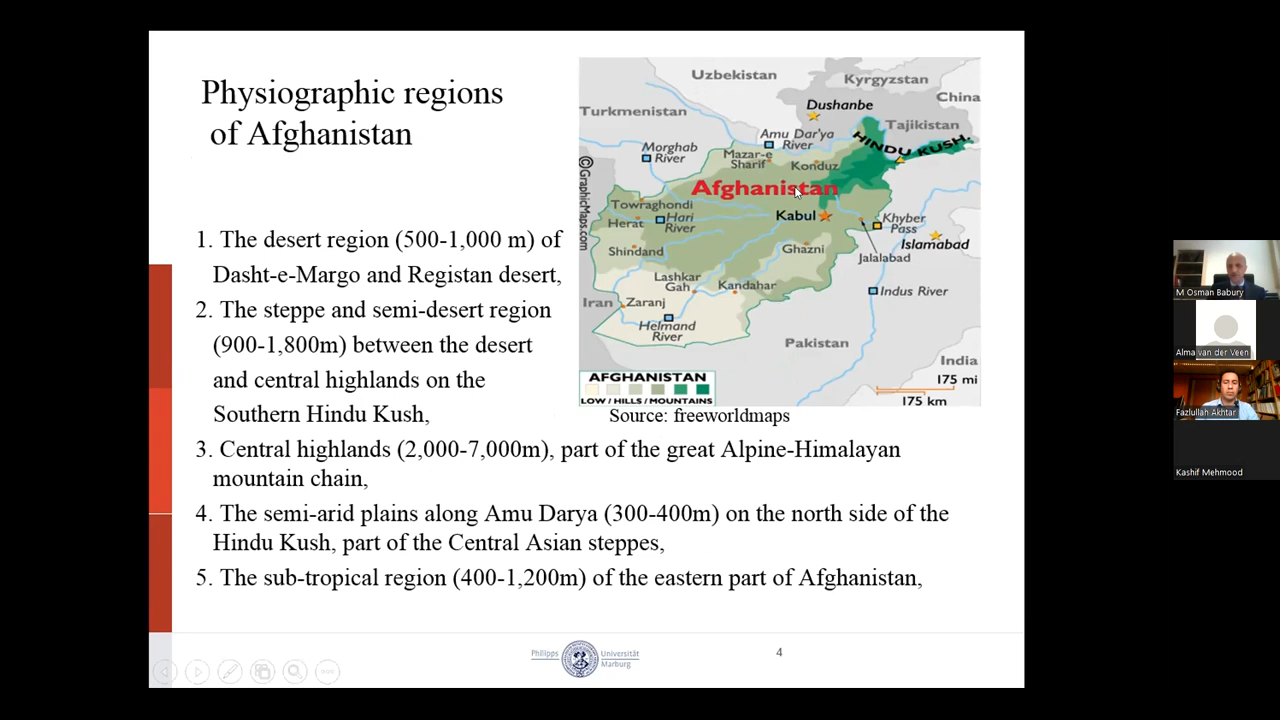 Physiographic regions
of Afghanistan
1. The desert region (500-1,000 m) of
Dasht-e-Margo and Registan desert,
2. The steppe and semi-desert region
(900-1,800m) between the desert
and central highlands on the
Southern Hindu Kush,
3. Central highlands (2,000-7,000m), part of the great Alpine-Himalayan
mountain chain,
4. The semi-arid plains along Amu Darya (300-400m) on the north side of the
Hindu Kush, part of the Central Asian steppes,
5. The sub-tropical region (400-1,200m) of the eastern part of Afghanistan,
Uzbekistan
Kyrgyzstan
China
Turkmenistan
Dushanbe
Tajikistan
Amu Dar'ya
River
HINDU KUSH
Morghab
River
Mazar-e
Sharif
Konduz
Afghanistan
Towraghondi
Herat
Hari
River
Kabul
Khyber
Pass
Islamabad
Shindand
Ghazni
Jalalabad
Lashkar
Gah
Kandahar
Indus River
Iran
Zaranj
Helmand
River
Pakistan
India
175 mi
175 km
©GraphicMaps.com
AFGHANISTAN
LOW / HILLS / MOUNTAINS
Source: freeworldmaps
Philipps
Universität
Marburg
4
M Osman Babury
Alma van der Veen
Fazlullah Akhtar
Kashif Mehmood